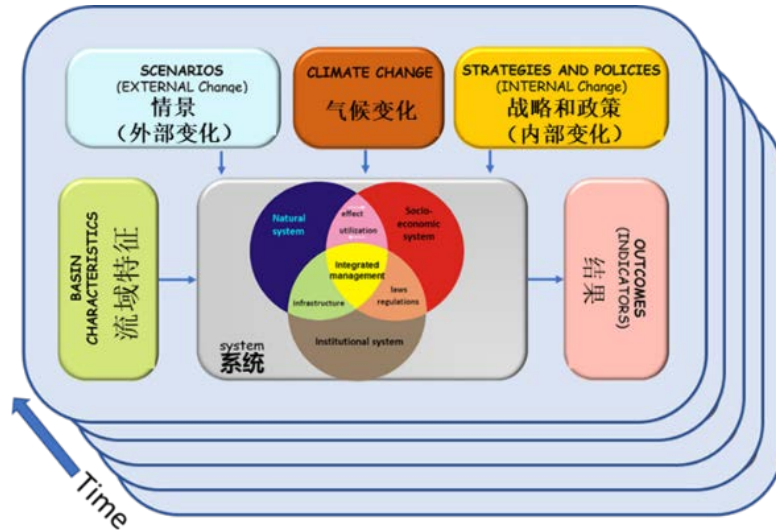 SCENARIOS
(EXTERNAL Change)
情景
（外部变化）
CLIMATE CHANGE
气候变化
STRATEGIES AND POLICIES
(INTERNAL Change)
战略和政策
（内部变化）
BASIN
CHARACTERISTICS
流域特征
Natural
system
effect
utilization
Socio-
economic
system
Integrated
management
infrastructure
laws
regulations
Institutional system
system
系统
OUTCOMES
(INDICATORS)
结果
Time